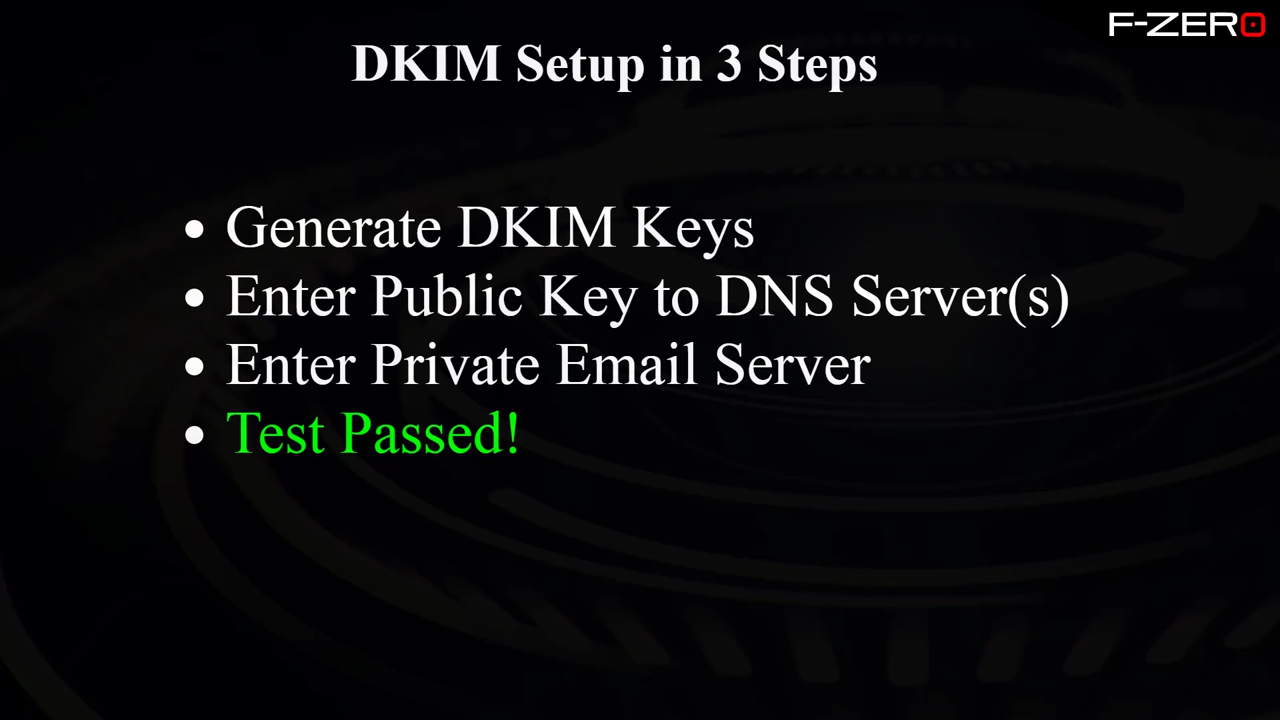 F-ZERO
DKIM Setup in 3 Steps
• Generate DKIM Keys
• Enter Public Key to DNS Server(s)
• Enter Private Email Server
• Test Passed!